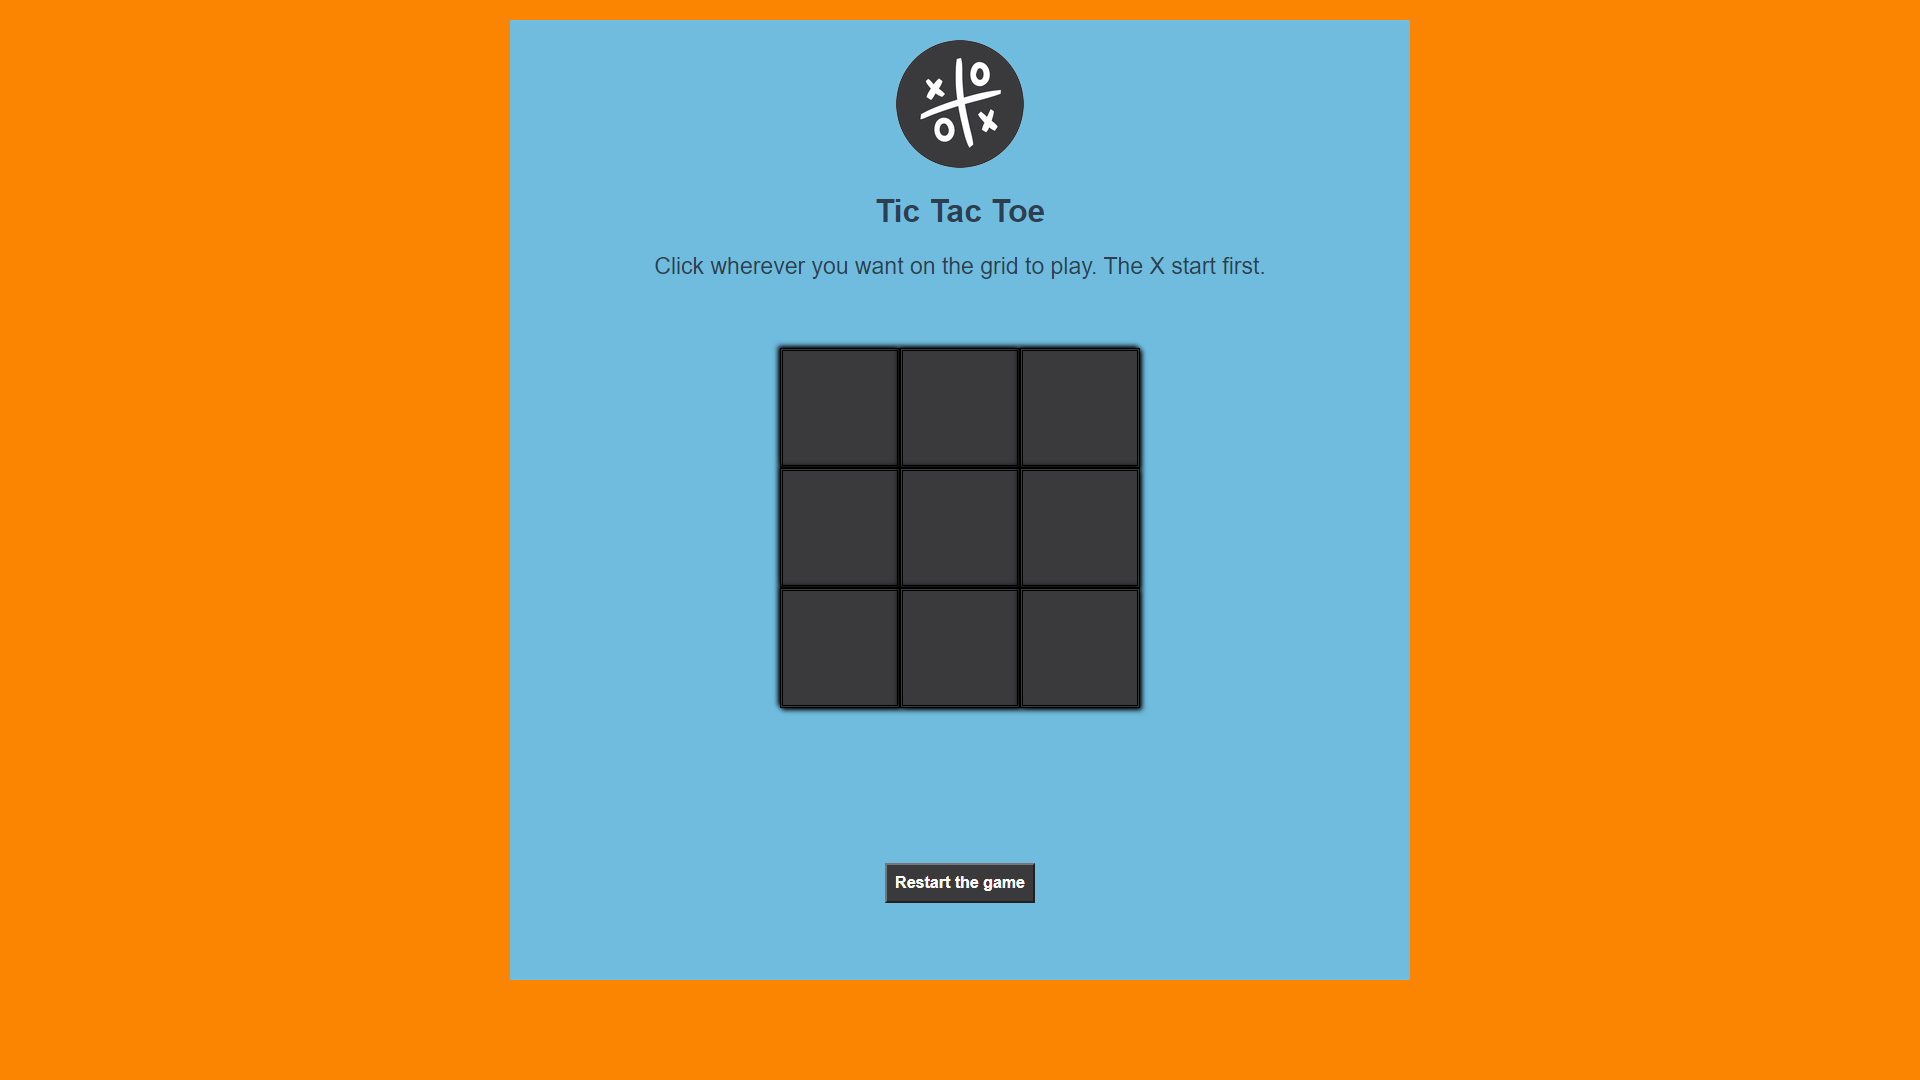 Tic Tac Toe
Click wherever you want on the grid to play. The X start first.
Restart the game